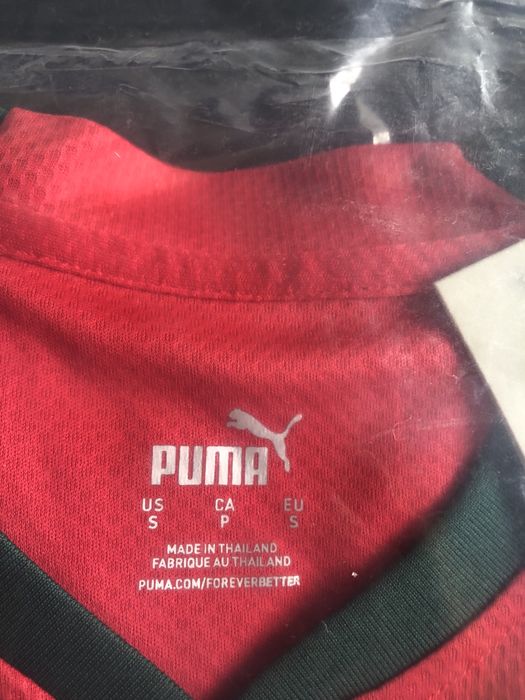 PUMA
US CA EU
S P S
MADE IN THAILAND
FABRIQUE AU THAILAND
PUMA.COM/FOREVERBETTER